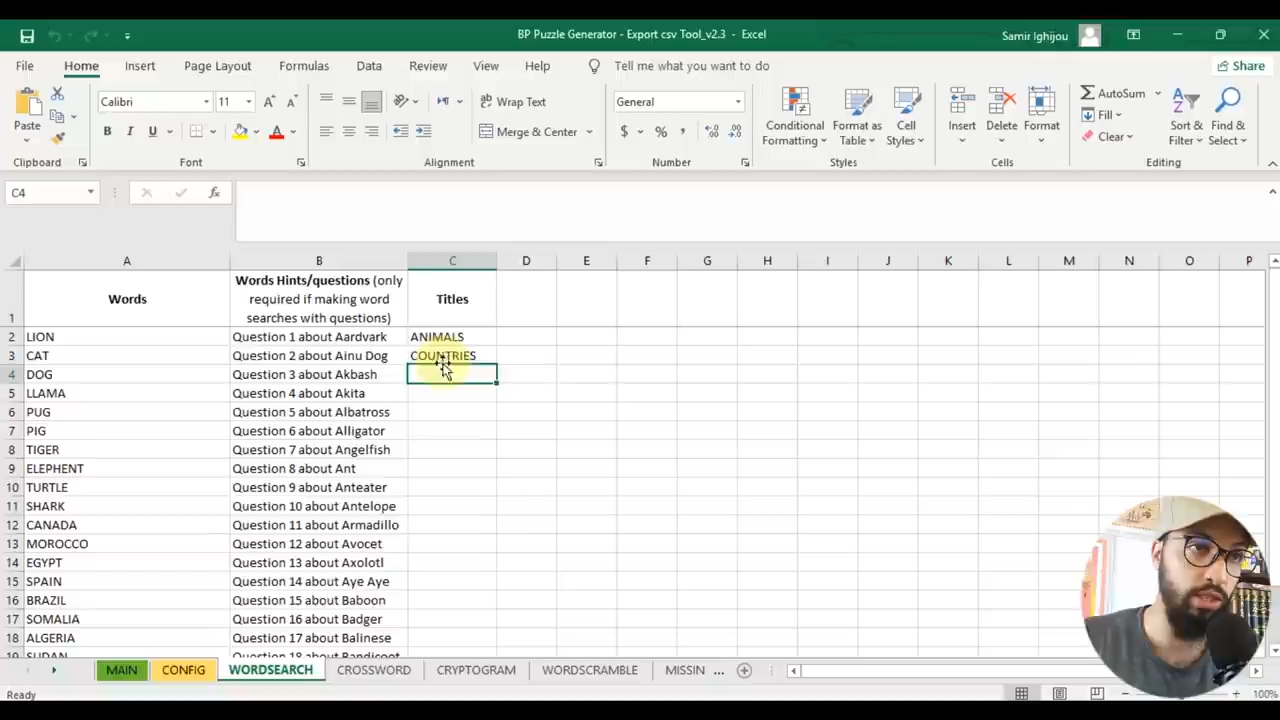 BP Puzzle Generator - Export csv Tool_v2.3 - Excel
Samir Ighijou
File Home Insert Page Layout Formulas Data Review View Help Tell me what you want to do Share
Paste
Calibri 11 A A
B I U A
Wrap Text
Merge & Center
General
$ % ,
Conditional Formatting
Format as Table
Cell Styles
Insert
Delete
Format
AutoSum
Fill
Clear
Sort & Filter
Find & Select
Clipboard Font Alignment Number Styles Cells Editing
C4 fx
A B C D E F G H I J K L M N O P
Words Hints/questions (only
required if making word
searches with questions)
1 Words Titles
2 LION Question 1 about Aardvark ANIMALS
3 CAT Question 2 about Ainu Dog COUNTRIES
4 DOG Question 3 about Akbash
5 LLAMA Question 4 about Akita
6 PUG Question 5 about Albatross
7 PIG Question 6 about Alligator
8 TIGER Question 7 about Angelfish
9 ELEPHENT Question 8 about Ant
10 TURTLE Question 9 about Anteater
11 SHARK Question 10 about Antelope
12 CANADA Question 11 about Armadillo
13 MOROCCO Question 12 about Avocet
14 EGYPT Question 13 about Axolotl
15 SPAIN Question 14 about Aye Aye
16 BRAZIL Question 15 about Baboon
17 SOMALIA Question 16 about Badger
18 ALGERIA Question 17 about Balinese
19 SUDAN Question 18 about Bandicoot
MAIN CONFIG WORDSEARCH CROSSWORD CRYPTOGRAM WORDSCRAMBLE MISSIN ...
Ready 100%